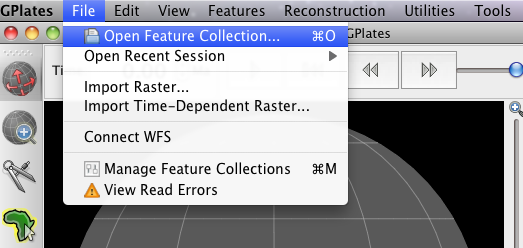 GPlates File Edit View Features Reconstruction Utilities Tools
Open Feature Collection... ⌘O
GPlates
Open Recent Session
Import Raster...
Import Time-Dependent Raster...
Connect WFS
Manage Feature Collections ⌘M
View Read Errors